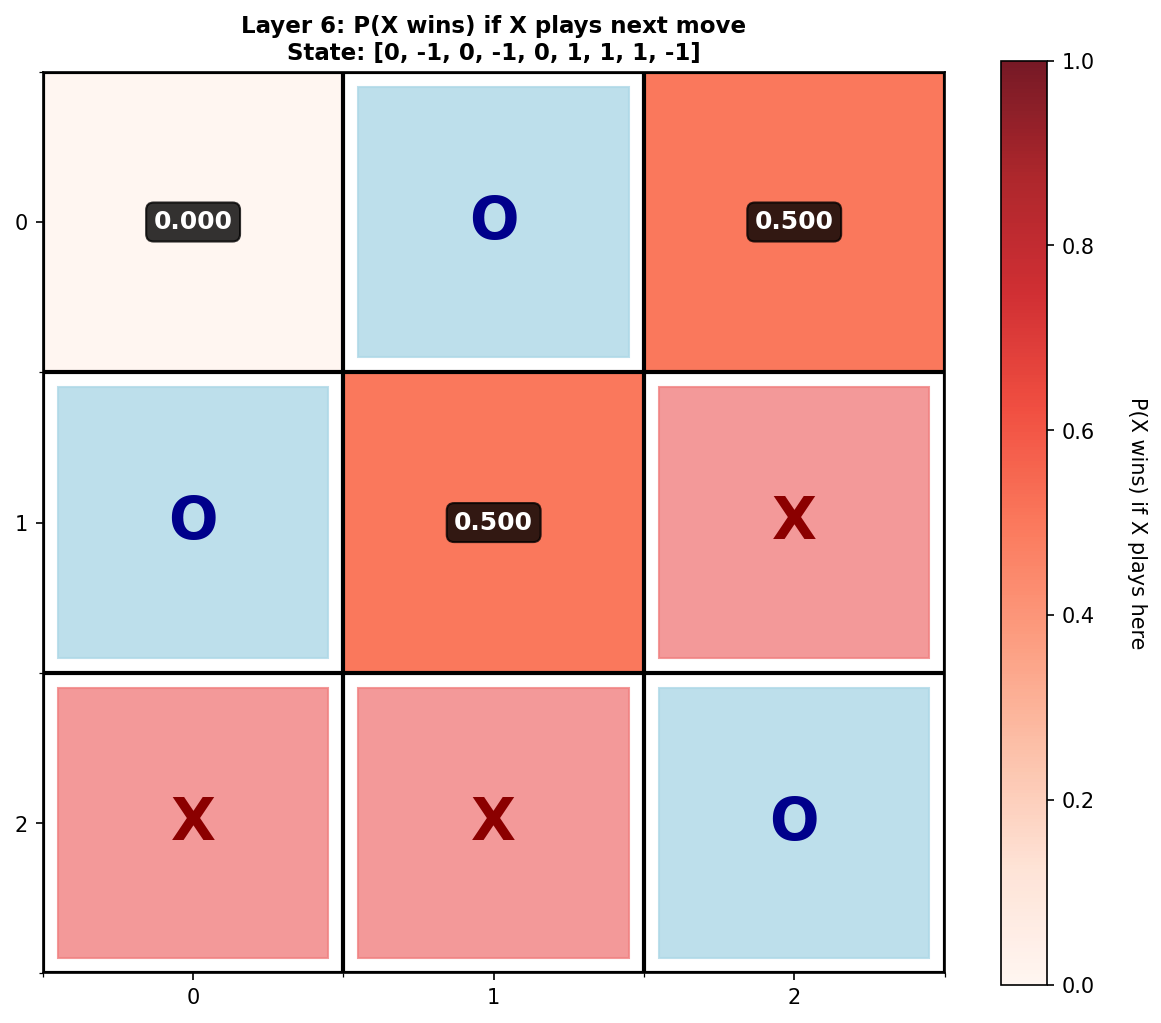 Layer 6: P(X wins) if X plays next move
State: [0, -1, 0, -1, 0, 1, 1, 1, -1]
0.000
O
0.500
O
0.500
X
X
X
O
0
1
2
0
1
2
1.0
0.8
0.6
0.4
0.2
0.0
P(X wins) if X plays here